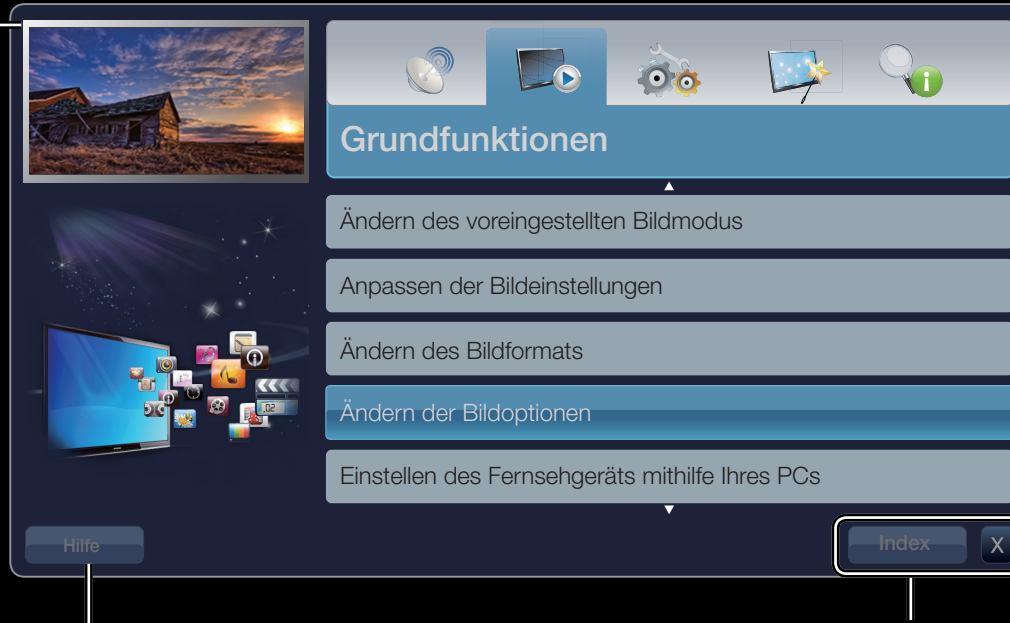 Grundfunktionen
Ändern des voreingestellten Bildmodus
Anpassen der Bildeinstellungen
Ändern des Bildformats
Ändern der Bildoptionen
Einstellen des Fernsehgeräts mithilfe Ihres PCs
Hilfe
Index X